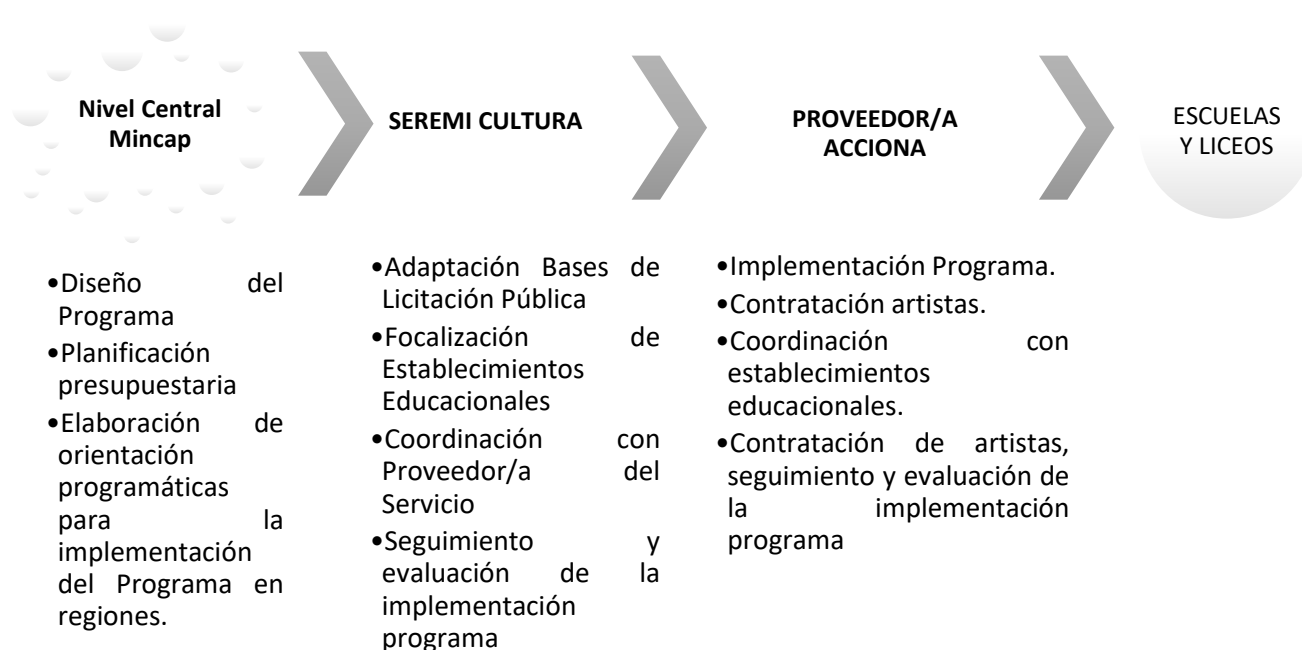 Nivel Central
Mincap
SEREMI CULTURA
PROVEEDOR/A
ACCIONA
ESCUELAS
Y LICEOS
•Diseño del
Programa
•Planificación
presupuestaria
•Elaboración de
orientación
programáticas
para la
implementación
del Programa en
regiones.
•Adaptación Bases de
Licitación Pública
•Focalización de
Establecimientos
Educacionales
•Coordinación con
Proveedor/a del
Servicio
•Seguimiento y
evaluación de la
implementación
programa
•Implementación Programa.
•Contratación artistas.
•Coordinación con
establecimientos
educacionales.
•Contratación de artistas,
seguimiento y evaluación de
la implementación
programa